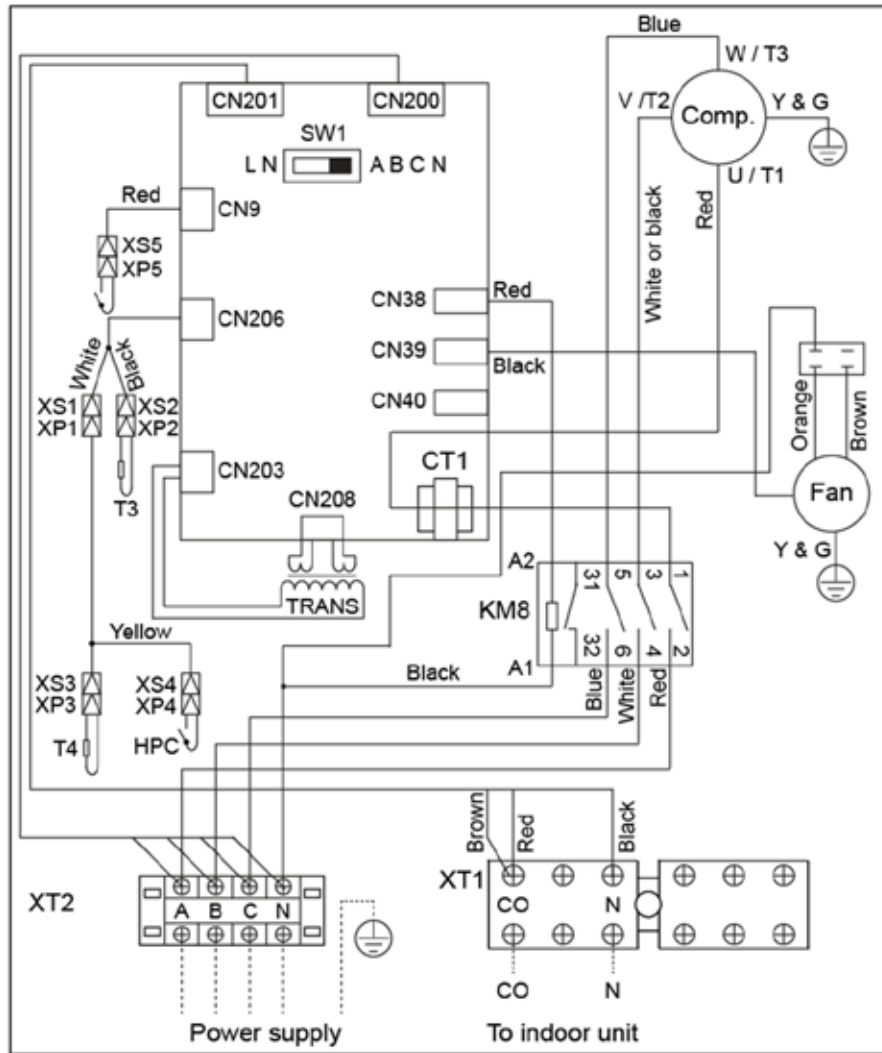 Blue
W / T3
CN201
CN200
V /T2
Y & G
Comp.
SW1
L N
A B C N
U / T1
Red
CN9
Red
XS5
XP5
White or black
CN38
Red
CN206
CN39
Black
White
Black
CN40
Orange
Brown
XS1
XP1
XS2
XP2
CN203
CT1
T3
CN208
Fan
Y & G
TRANS
A2
31
5
3
1
KM8
Yellow
32
6
4
2
A1
Black
Blue
White
Red
XS3
XP3
XS4
XP4
T4
HPC
Brown
Red
Black
XT2
XT1
A B C N
CO
N
CO
N
Power supply
To indoor unit